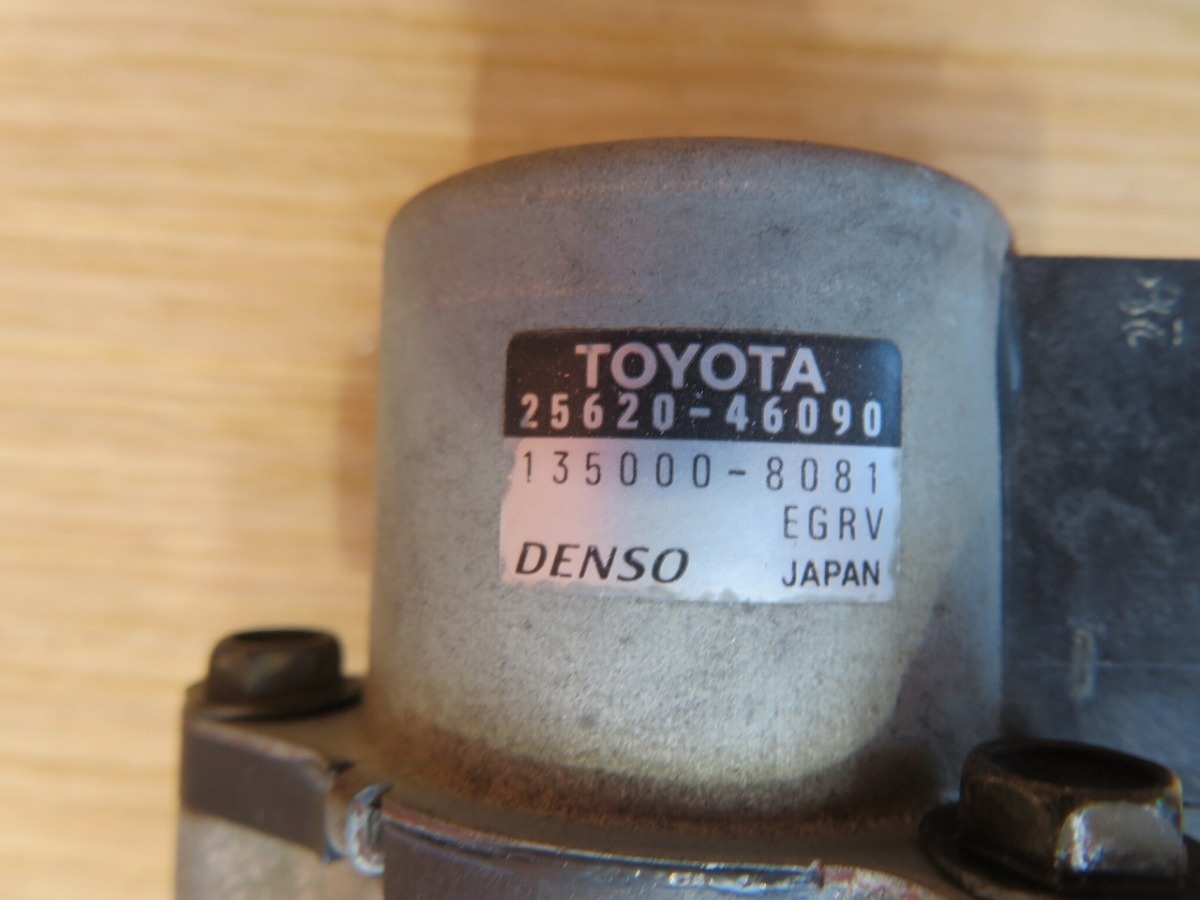 TOYOTA
25620-46090
135000-8081
EGRV
DENSO JAPAN